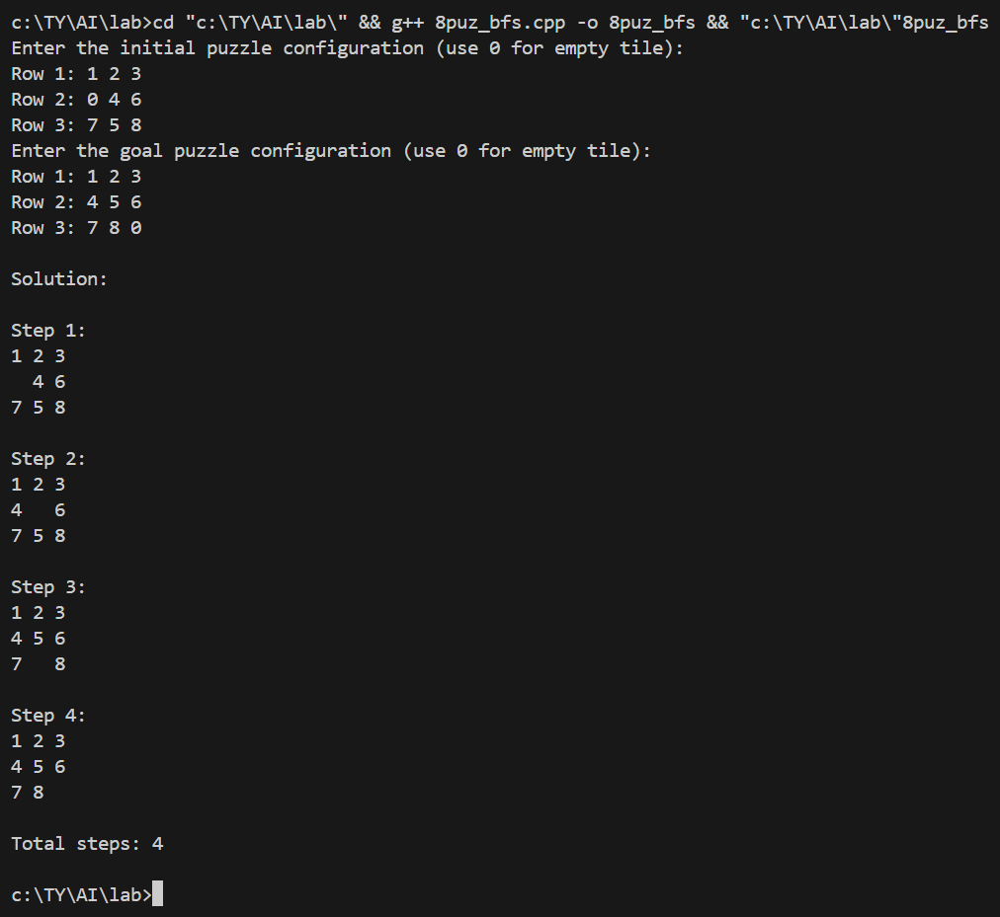 c:\TY\AI\lab>cd "c:\TY\AI\lab\" && g++ 8puz_bfs.cpp -o 8puz_bfs && "c:\TY\AI\lab\"8puz_bfs
Enter the initial puzzle configuration (use 0 for empty tile):
Row 1: 1 2 3
Row 2: 0 4 6
Row 3: 7 5 8
Enter the goal puzzle configuration (use 0 for empty tile):
Row 1: 1 2 3
Row 2: 4 5 6
Row 3: 7 8 0

Solution:

Step 1:
1 2 3
  4 6
7 5 8

Step 2:
1 2 3
4   6
7 5 8

Step 3:
1 2 3
4 5 6
7   8

Step 4:
1 2 3
4 5 6
7 8

Total steps: 4

c:\TY\AI\lab>